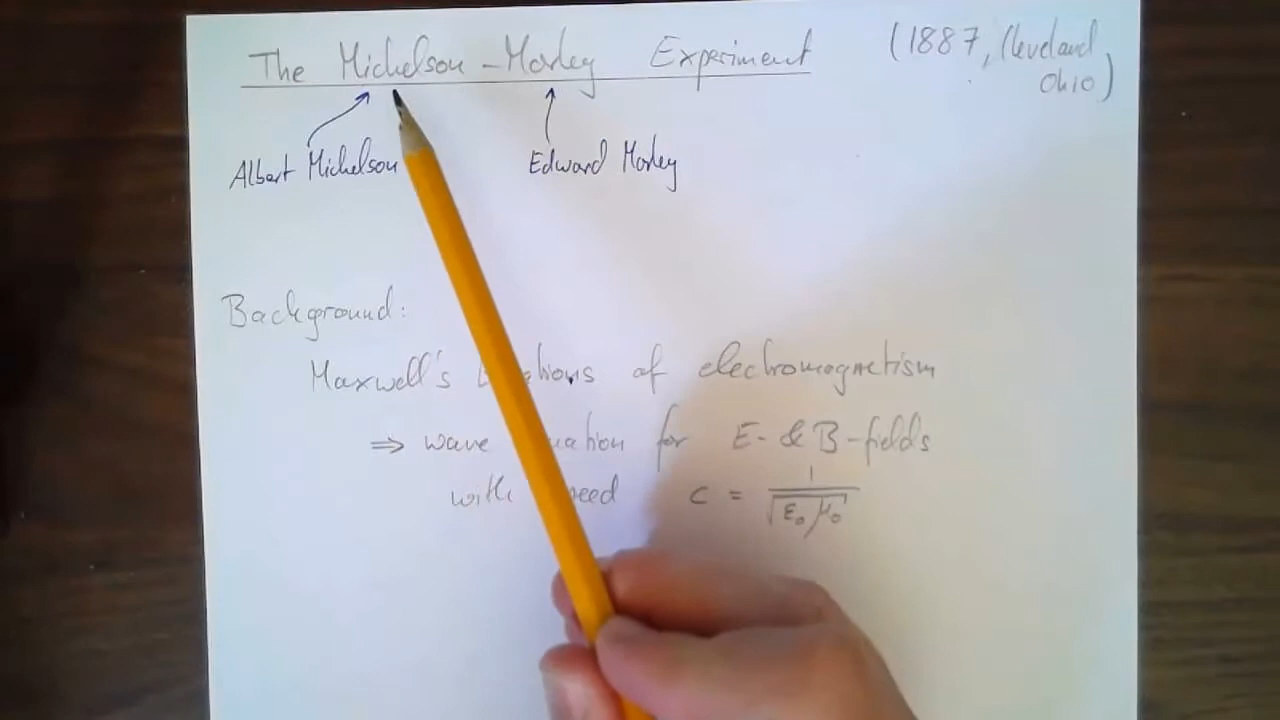 The Michelson-Morley Experiment (1887, Cleveland, Ohio)
Albert Michelson Edward Morley
Background:
Maxwell's of electromagnetism
⇒ wave for E- & B-fields
with c = 1/√ε₀μ₀